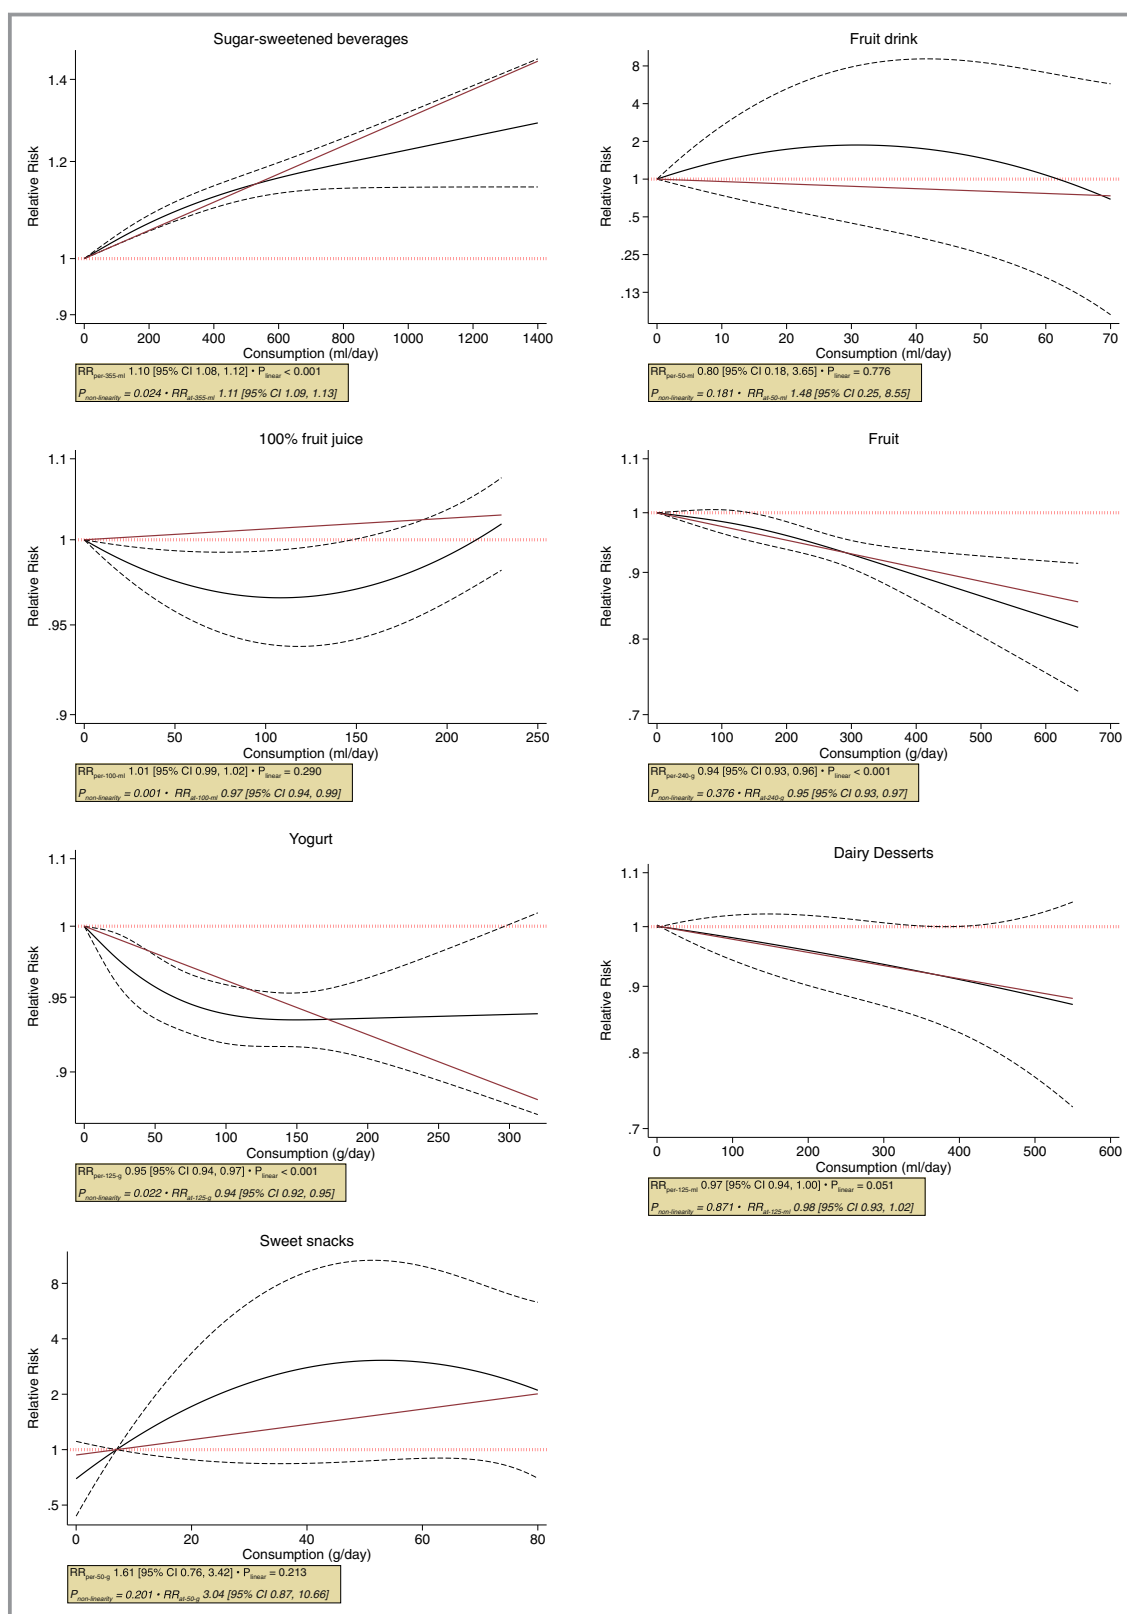 Sugar-sweetened beverages
Relative Risk
1.4
1.2
1
.9
0 200 400 600 800 1000 1200 1400
Consumption (ml/day)
RRper-355-ml 1.10 [95% CI 1.08, 1.12] • Plinear < 0.001
Pnon-linearity = 0.024 • RRat-355-ml 1.11 [95% CI 1.09, 1.13]
Fruit drink
Relative Risk
8
4
2
1
.5
.25
.13
0 10 20 30 40 50 60 70
Consumption (ml/day)
RRper-50-ml 0.80 [95% CI 0.18, 3.65] • Plinear = 0.776
Pnon-linearity = 0.181 • RRat-50-ml 1.48 [95% CI 0.25, 8.55]
100% fruit juice
Relative Risk
1.1
1
.95
.9
0 50 100 150 200 250
Consumption (ml/day)
RRper-100-ml 1.01 [95% CI 0.99, 1.02] • Plinear = 0.290
Pnon-linearity = 0.001 • RRat-100-ml 0.97 [95% CI 0.94, 0.99]
Fruit
Relative Risk
1.1
1
.9
.8
.7
0 100 200 300 400 500 600 700
Consumption (g/day)
RRper-240-g 0.94 [95% CI 0.93, 0.96] • Plinear < 0.001
Pnon-linearity = 0.376 • RRat-240-g 0.95 [95% CI 0.93, 0.97]
Yogurt
Relative Risk
1.1
1
.95
.9
0 50 100 150 200 250 300
Consumption (g/day)
RRper-125-g 0.95 [95% CI 0.94, 0.97] • Plinear < 0.001
Pnon-linearity = 0.022 • RRat-125-g 0.94 [95% CI 0.92, 0.95]
Dairy Desserts
Relative Risk
1.1
1
.9
.8
.7
0 100 200 300 400 500 600
Consumption (ml/day)
RRper-125-ml 0.97 [95% CI 0.94, 1.00] • Plinear = 0.051
Pnon-linearity = 0.871 • RRat-125-ml 0.98 [95% CI 0.93, 1.02]
Sweet snacks
Relative Risk
8
4
2
1
.5
0 20 40 60 80
Consumption (g/day)
RRper-50-g 1.61 [95% CI 0.76, 3.42] • Plinear = 0.213
Pnon-linearity = 0.201 • RRat-50-g 3.04 [95% CI 0.87, 10.66]